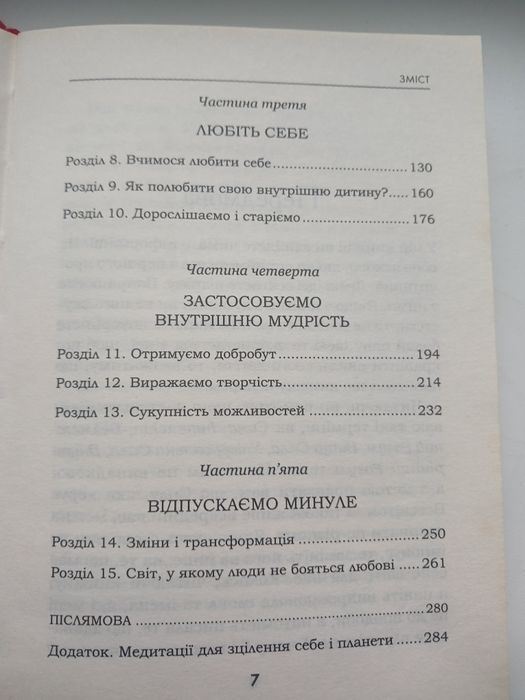 ЗМІСТ
Частина третя
ЛЮБІТЬ СЕБЕ
Розділ 8. Вчимося любити себе 130
Розділ 9. Як полюбити свою внутрішню дитину?..... 160
Розділ 10. Дорослішаємо і старіємо 176
Частина четверта
ЗАСТОСОВУЄМО
ВНУТРІШНЮ МУДРІСТЬ
Розділ 11. Отримуємо добробут 194
Розділ 12. Виражаємо творчість 214
Розділ 13. Сукупність можливостей 232
Частина п'ята
ВІДПУСКАЄМО МИНУЛЕ
Розділ 14. Зміни і трансформація 250
Розділ 15. Світ, у якому люди не бояться любові 261
ПІСЛЯМОВА 280
Додаток. Медитації для зцілення себе і планети 284
7